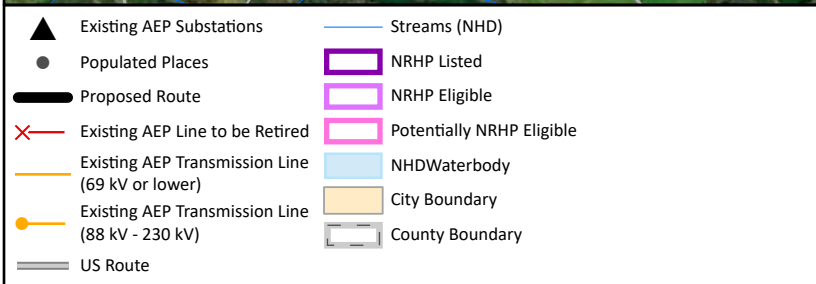 Existing AEP Substations
Populated Places
Proposed Route
Existing AEP Line to be Retired
Existing AEP Transmission Line
(69 kV or lower)
Existing AEP Transmission Line
(88 kV - 230 kV)
US Route
Streams (NHD)
NRHP Listed
NRHP Eligible
Potentially NRHP Eligible
NHDWaterbody
City Boundary
County Boundary